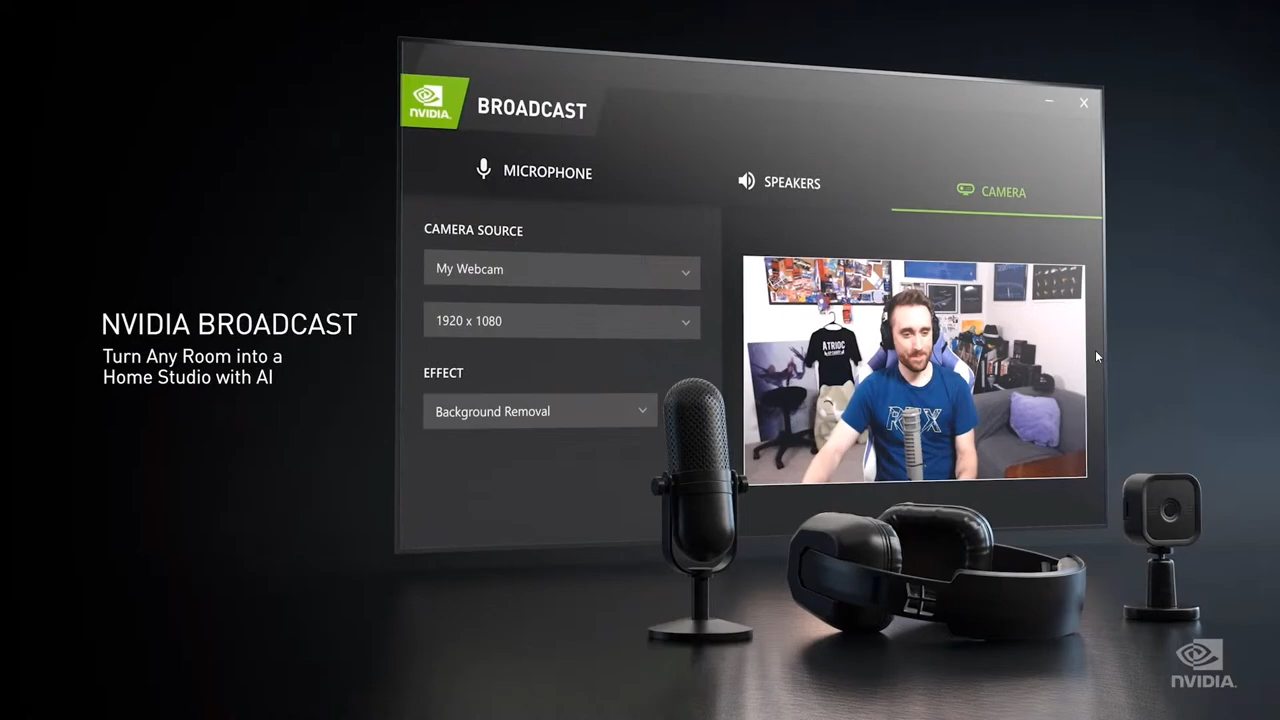 NVIDIA
BROADCAST
MICROPHONE
SPEAKERS
CAMERA
CAMERA SOURCE
My Webcam
1920 x 1080
EFFECT
Background Removal
NVIDIA BROADCAST
Turn Any Room into a
Home Studio with AI
ATRIOC
RTX
NVIDIA.